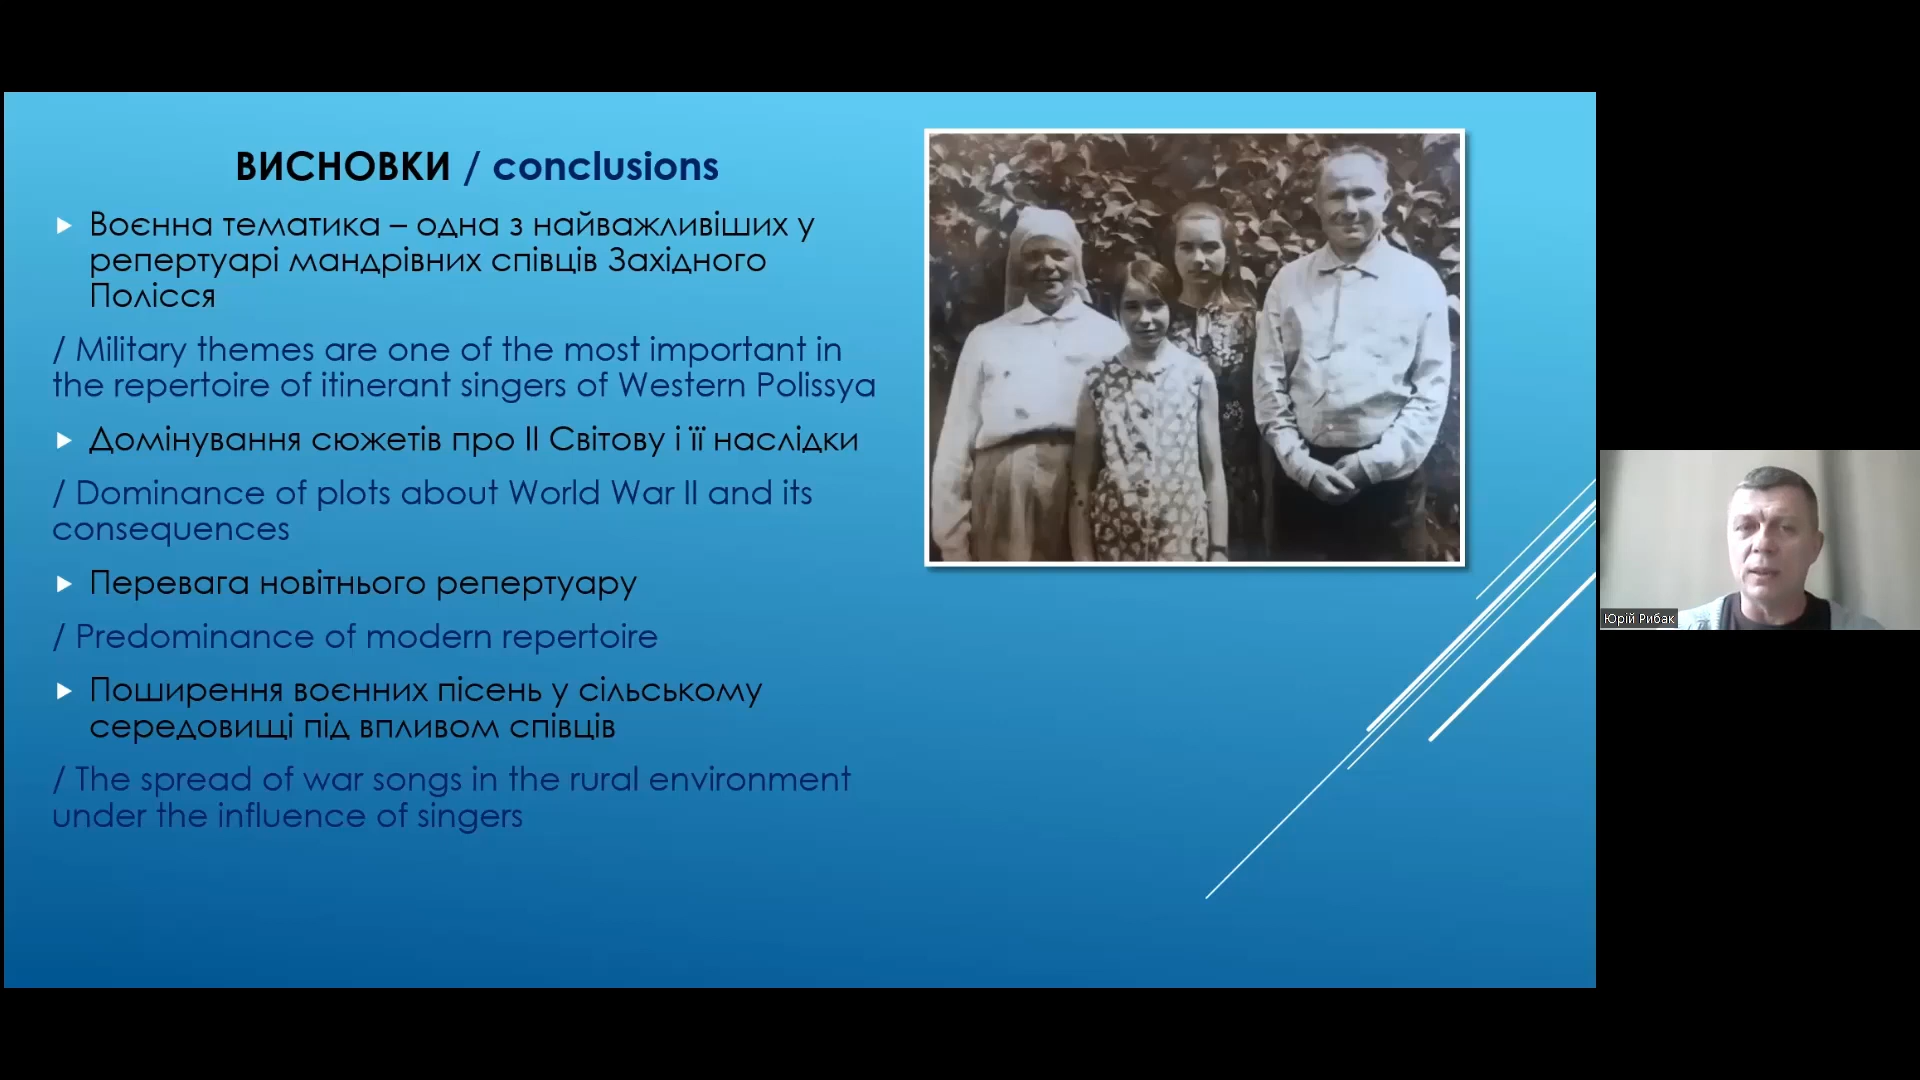 ВИСНОВКИ / conclusions
Воєнна тематика – одна з найважливіших у
репертуарі мандрівних співців Західного
Полісся
/ Military themes are one of the most important in
the repertoire of itinerant singers of Western Polissya
Домінування сюжетів про ІІ Світову і її наслідки
/ Dominance of plots about World War II and its
consequences
Перевага новітнього репертуару
/ Predominance of modern repertoire
Поширення воєнних пісень у сільському
середовищі під впливом співців
/ The spread of war songs in the rural environment
under the influence of singers
Юрій Рибак